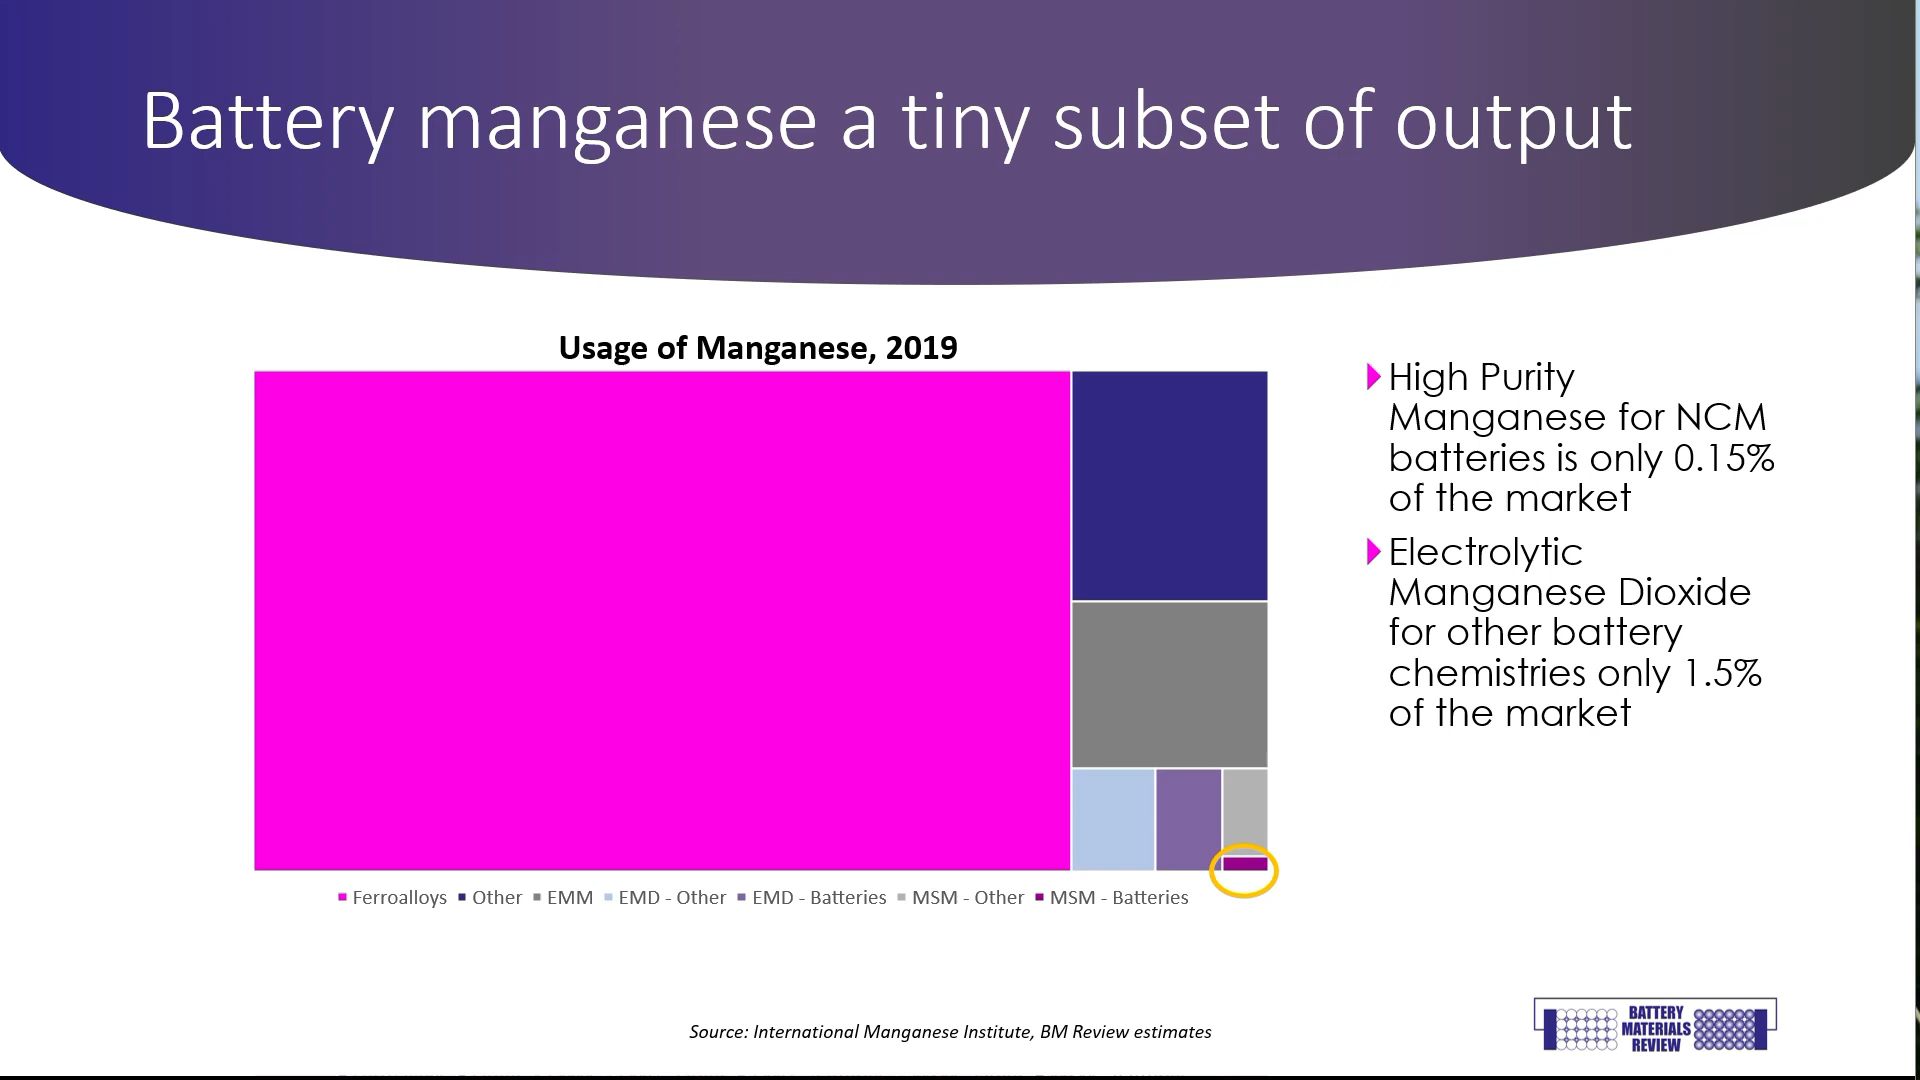 Battery manganese a tiny subset of output
Usage of Manganese, 2019
Ferroalloys Other EMM EMD - Other EMD - Batteries MSM - Other MSM - Batteries
High Purity
Manganese for NCM
batteries is only 0.15%
of the market
Electrolytic
Manganese Dioxide
for other battery
chemistries only 1.5%
of the market
Source: International Manganese Institute, BM Review estimates
BATTERY
MATERIALS
REVIEW